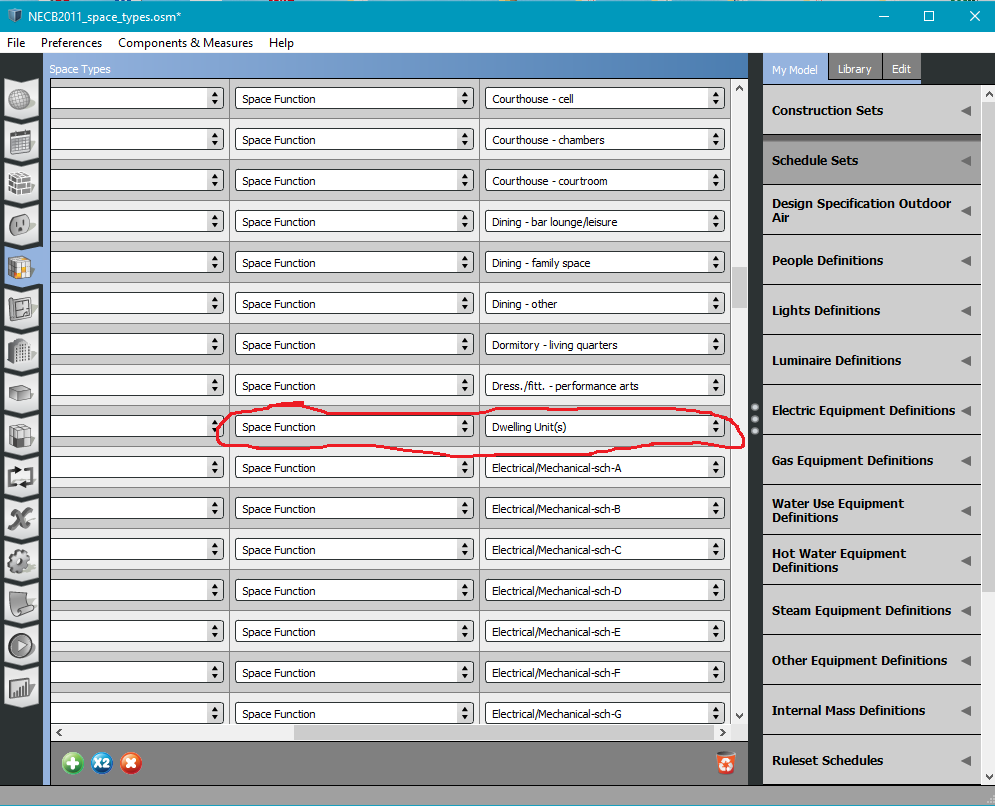 NECB2011_space_types.osm*
File Preferences Components & Measures Help
Space Types
My Model Library Edit
Space Function Courthouse - cell
Space Function Courthouse - chambers
Space Function Courthouse - courtroom
Space Function Dining - bar lounge/leisure
Space Function Dining - family space
Space Function Dining - other
Space Function Dormitory - living quarters
Space Function Dress./fitt. - performance arts
Space Function Dwelling Unit(s)
Space Function Electrical/Mechanical-sch-A
Space Function Electrical/Mechanical-sch-B
Space Function Electrical/Mechanical-sch-C
Space Function Electrical/Mechanical-sch-D
Space Function Electrical/Mechanical-sch-E
Space Function Electrical/Mechanical-sch-F
Space Function Electrical/Mechanical-sch-G
X2
Construction Sets
Schedule Sets
Design Specification Outdoor
Air
People Definitions
Lights Definitions
Luminaire Definitions
Electric Equipment Definitions
Gas Equipment Definitions
Water Use Equipment
Definitions
Hot Water Equipment
Definitions
Steam Equipment Definitions
Other Equipment Definitions
Internal Mass Definitions
Ruleset Schedules